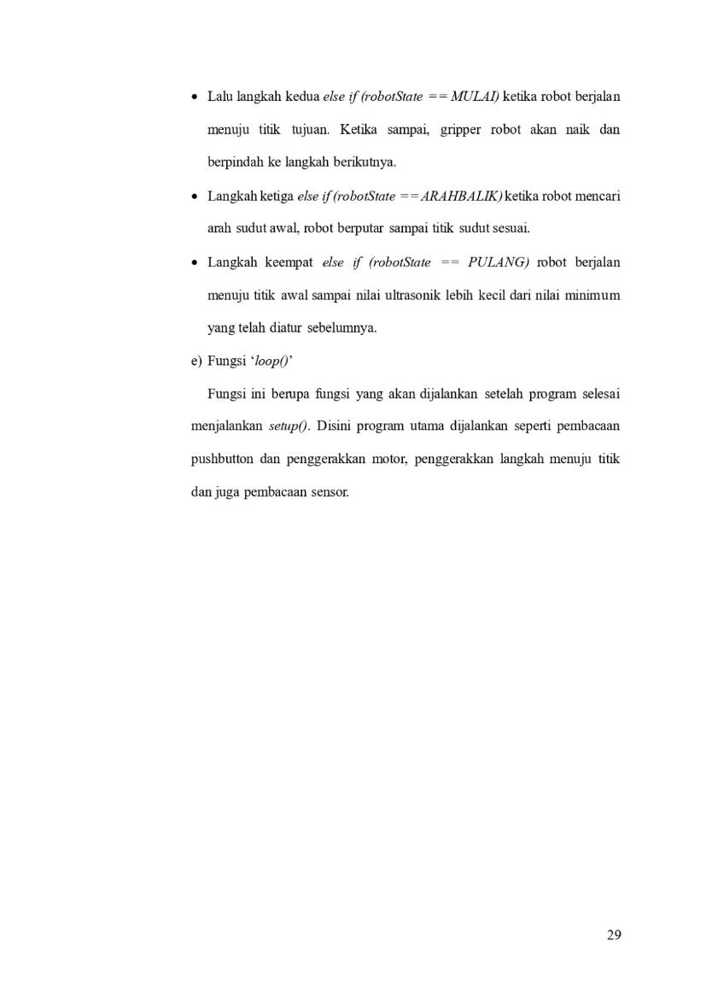 • Lalu langkah kedua else if (robotState == MULAI) ketika robot berjalan
menuju titik tujuan. Ketika sampai, gripper robot akan naik dan
berpindah ke langkah berikutnya.
• Langkah ketiga else if (robotState == ARAHBALIK) ketika robot mencari
arah sudut awal, robot berputar sampai titik sudut sesuai.
• Langkah keempat else if (robotState == PULANG) robot berjalan
menuju titik awal sampai nilai ultrasonik lebih kecil dari nilai minimum
yang telah diatur sebelumnya.
e) Fungsi ‘loop()’
Fungsi ini berupa fungsi yang akan dijalankan setelah program selesai
menjalankan setup(). Disini program utama dijalankan seperti pembacaan
pushbutton dan penggerakkan motor, penggerakkan langkah menuju titik
dan juga pembacaan sensor.
29